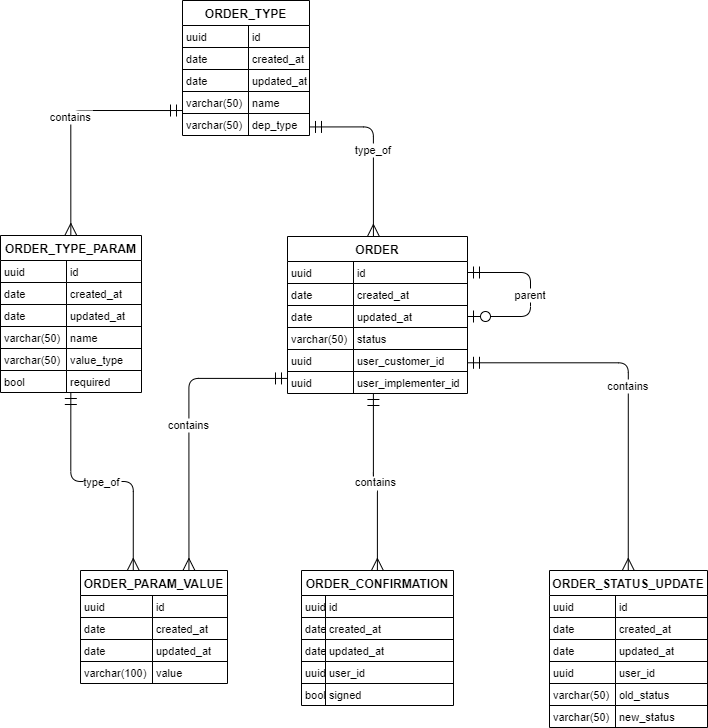 ORDER_TYPE
uuid id
date created_at
date updated_at
varchar(50) name
varchar(50) dep_type
contains
type_of
ORDER_TYPE_PARAM
uuid id
date created_at
date updated_at
varchar(50) name
varchar(50) value_type
bool required
ORDER
uuid id
date created_at
date updated_at
varchar(50) status
uuid user_customer_id
uuid user_implementer_id
parent
contains
contains
type_of
contains
ORDER_PARAM_VALUE
uuid id
date created_at
date updated_at
varchar(100) value
ORDER_CONFIRMATION
uuid id
date created_at
date updated_at
uuid user_id
bool signed
ORDER_STATUS_UPDATE
uuid id
date created_at
date updated_at
uuid user_id
varchar(50) old_status
varchar(50) new_status